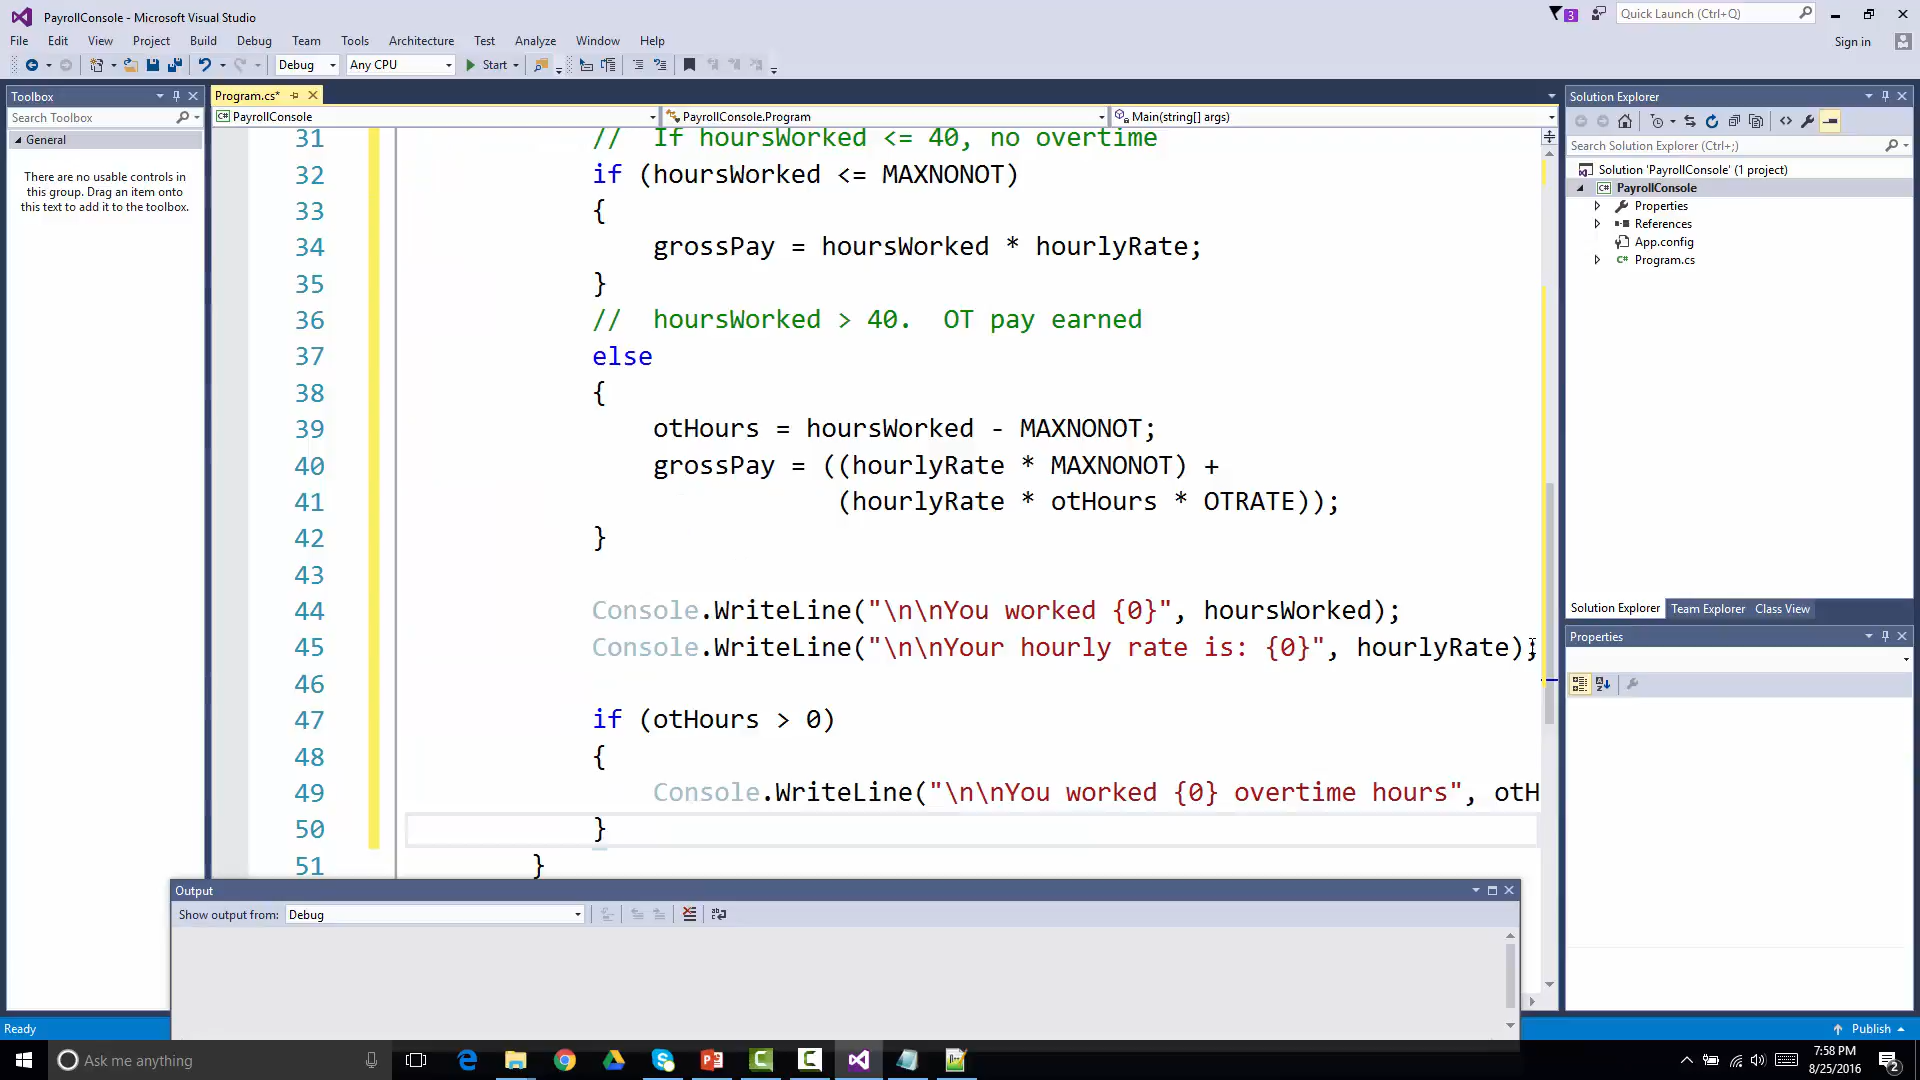 PayrollConsole - Microsoft Visual Studio
3
Quick Launch (Ctrl+Q)
File Edit View Project Build Debug Team Tools Architecture Test Analyze Window Help
Sign in
Debug Any CPU Start
Toolbox
Search Toolbox
General
There are no usable controls in
this group. Drag an item onto
this text to add it to the toolbox.
Program.cs*
PayrollConsole PayrollConsole.Program Main(string[] args)
31 // If hoursWorked <= 40, no overtime
32 if (hoursWorked <= MAXNONOT)
33 {
34 grossPay = hoursWorked * hourlyRate;
35 }
36 // hoursWorked > 40. OT pay earned
37 else
38 {
39 otHours = hoursWorked - MAXNONOT;
40 grossPay = ((hourlyRate * MAXNONOT) +
41 (hourlyRate * otHours * OTRATE));
42 }
43
44 Console.WriteLine("\n\nYou worked {0}", hoursWorked);
45 Console.WriteLine("\n\nYour hourly rate is: {0}", hourlyRate);
46
47 if (otHours > 0)
48 {
49 Console.WriteLine("\n\nYou worked {0} overtime hours", otH
50 }
51 }
Output
Show output from: Debug
Solution Explorer
Search Solution Explorer (Ctrl+;)
Solution 'PayrollConsole' (1 project)
C# PayrollConsole
Properties
References
App.config
C# Program.cs
Solution Explorer Team Explorer Class View
Properties
Ready
Publish
Ask me anything
7:58 PM
8/25/2016
2